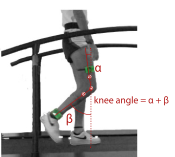 α
knee angle = α + β
β